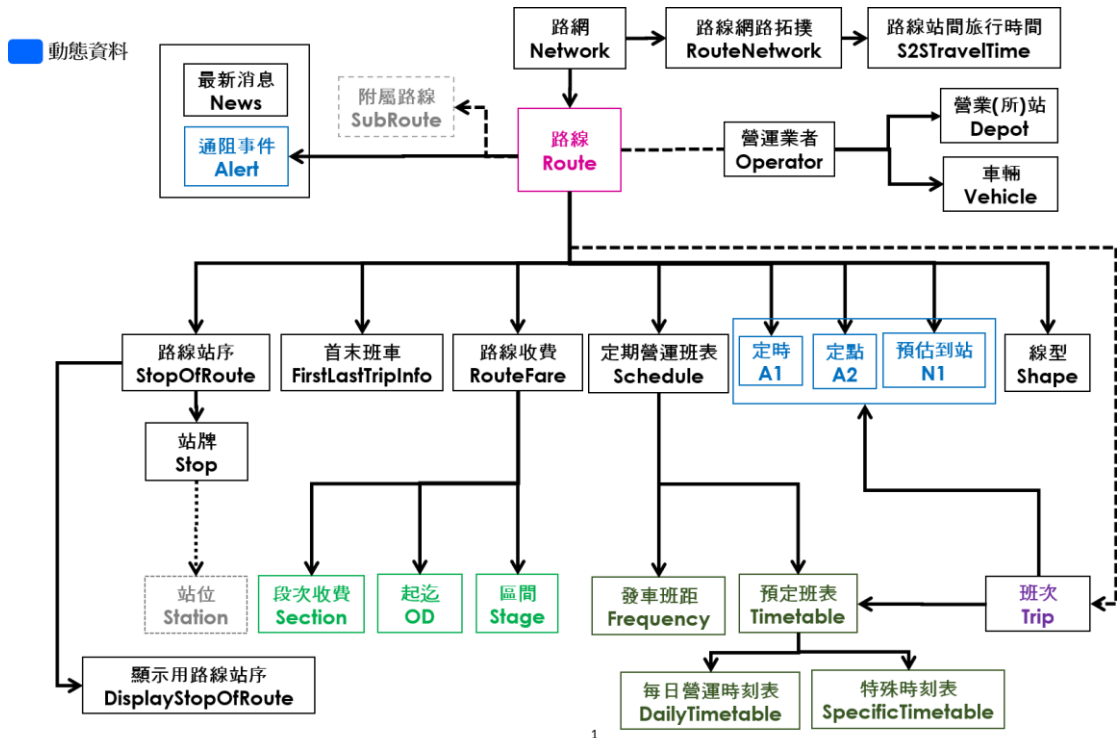 動態資料
路網
Network
路線網路拓撲
RouteNetwork
路線站間旅行時間
S2STravelTime
最新消息
News
通阻事件
Alert
附屬路線
SubRoute
路線
Route
營運業者
Operator
營業(所)站
Depot
車輛
Vehicle
路線站序
StopOfRoute
首末班車
FirstLastTripInfo
路線收費
RouteFare
定期營運班表
Schedule
定時
A1
定點
A2
預估到站
N1
線型
Shape
站牌
Stop
站位
Station
段次收費
Section
起迄
OD
區間
Stage
發車班距
Frequency
預定班表
Timetable
班次
Trip
顯示用路線站序
DisplayStopOfRoute
每日營運時刻表
DailyTimetable
特殊時刻表
SpecificTimetable
1